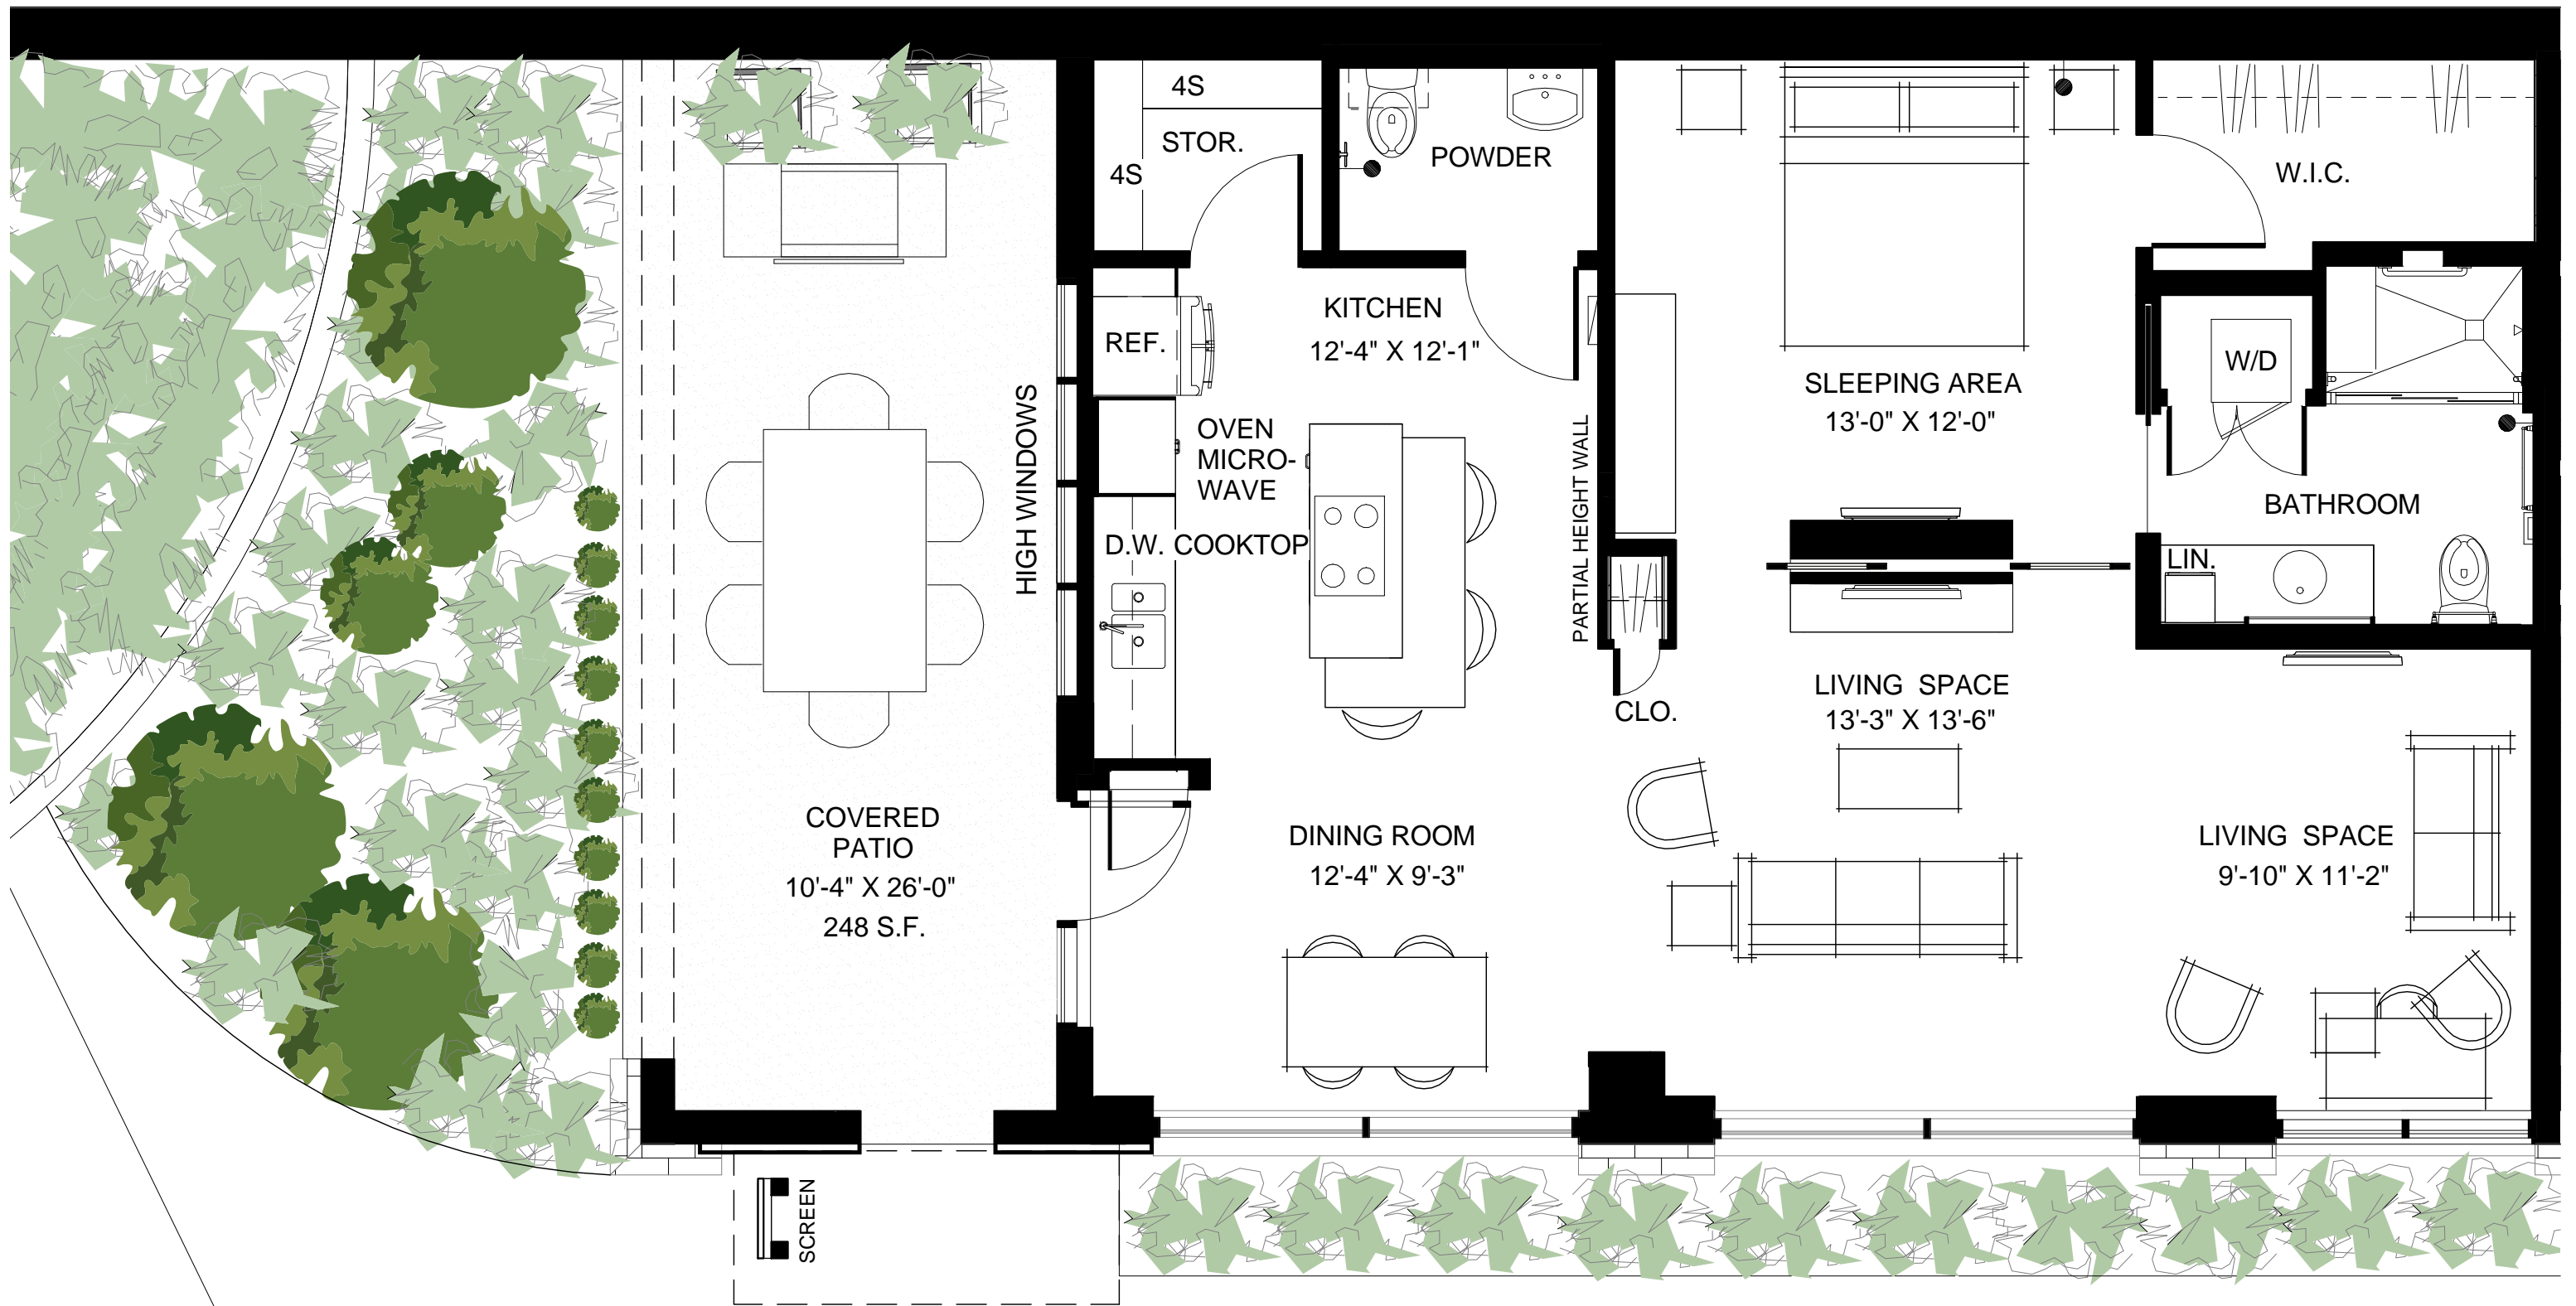 4S
STOR.
4S
POWDER
W.I.C.
KITCHEN
12'-4" X 12'-1"
REF.
OVEN
MICRO-
WAVE
D.W.
COOKTOP
HIGH WINDOWS
PARTIAL HEIGHT WALL
SLEEPING AREA
13'-0" X 12'-0"
W/D
BATHROOM
LIN.
CLO.
LIVING SPACE
13'-3" X 13'-6"
COVERED
PATIO
10'-4" X 26'-0"
248 S.F.
DINING ROOM
12'-4" X 9'-3"
LIVING SPACE
9'-10" X 11'-2"
SCREEN